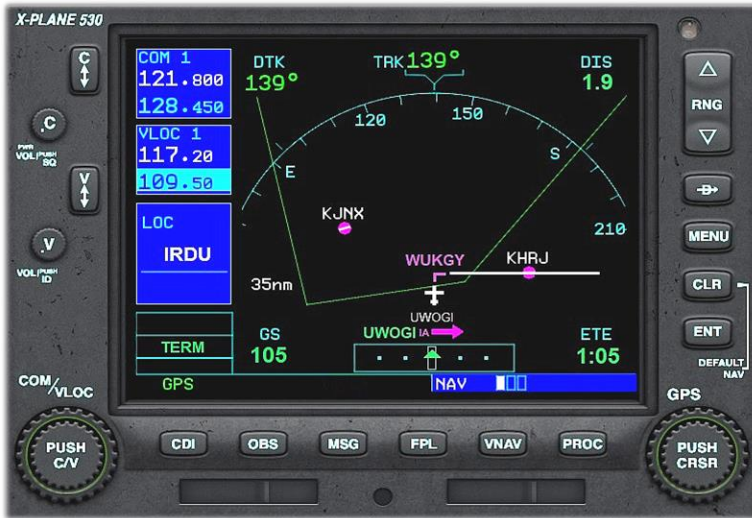 X-PLANE 530
C
.C
PWR
VOL PUSH SQ
V
.V
VOL PUSH ID
COM/VLOC
PUSH
C/V
COM 1
121.800
128.450
VLOC 1
117.20
109.50
LOC
IRDU
TERM
GPS
DTK
139°
TRK 139°
DIS
1.9
120
150
E
S
210
KJNX
WUKGY
KHRJ
35nm
UWOGI
GS
105
UWOGI IA
ETE
1:05
NAV
RNG
D
MENU
CLR
ENT
DEFAULT
NAV
GPS
PUSH
CRSR
CDI
OBS
MSG
FPL
VNAV
PROC